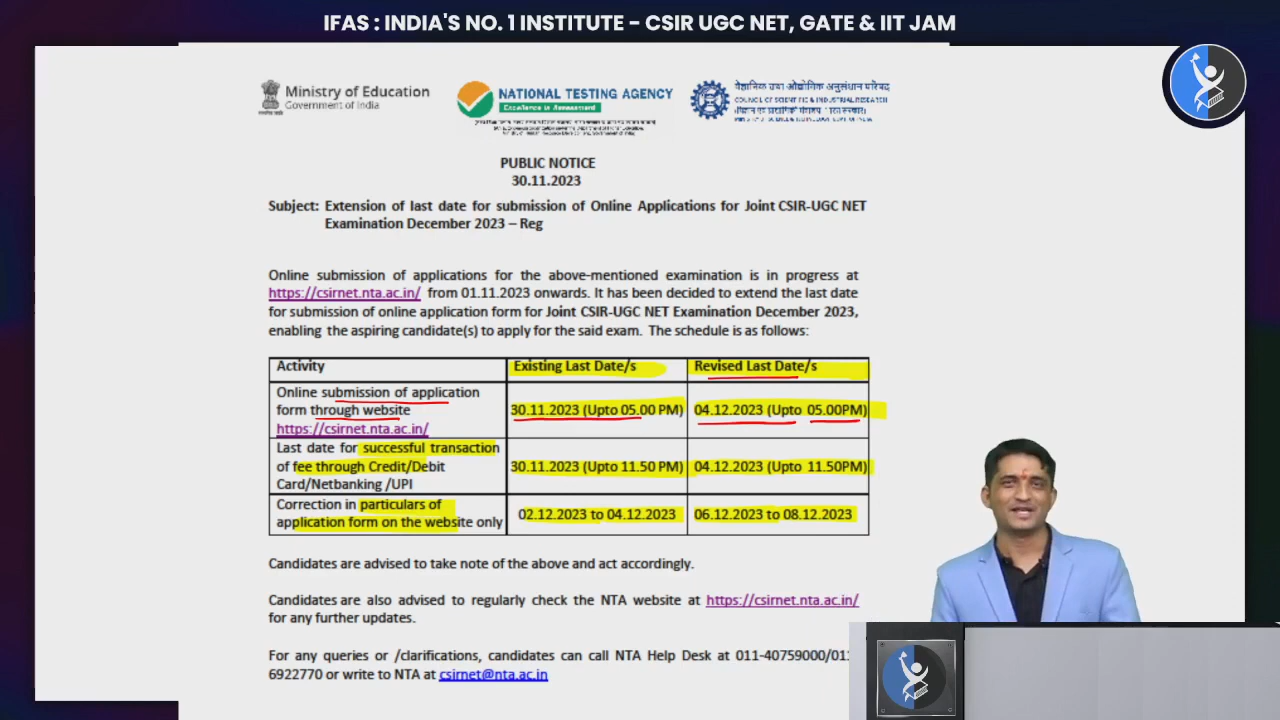 IFAS : INDIA'S NO. 1 INSTITUTE - CSIR UGC NET, GATE & IIT JAM
Ministry of Education
Government of India
NATIONAL TESTING AGENCY
Excellence in Assessment
वैज्ञानिक तथा औद्योगिक अनुसंधान परिषद
COUNCIL OF SCIENTIFIC & INDUSTRIAL RESEARCH
PUBLIC NOTICE
30.11.2023
Subject: Extension of last date for submission of Online Applications for Joint CSIR-UGC NET
Examination December 2023 – Reg
Online submission of applications for the above-mentioned examination is in progress at
https://csirnet.nta.ac.in/ from 01.11.2023 onwards. It has been decided to extend the last date
for submission of online application form for Joint CSIR-UGC NET Examination December 2023,
enabling the aspiring candidate(s) to apply for the said exam. The schedule is as follows:
Activity Existing Last Date/s Revised Last Date/s
Online submission of application
form through website
https://csirnet.nta.ac.in/
30.11.2023 (Upto 05.00 PM) 04.12.2023 (Upto 05.00PM)
Last date for successful transaction
of fee through Credit/Debit
Card/Netbanking /UPI
30.11.2023 (Upto 11.50 PM) 04.12.2023 (Upto 11.50PM)
Correction in particulars of
application form on the website only
02.12.2023 to 04.12.2023 06.12.2023 to 08.12.2023
Candidates are advised to take note of the above and act accordingly.
Candidates are also advised to regularly check the NTA website at https://csirnet.nta.ac.in/
for any further updates.
For any queries or /clarifications, candidates can call NTA Help Desk at 011-40759000/01
6922770 or write to NTA at csirnet@nta.ac.in